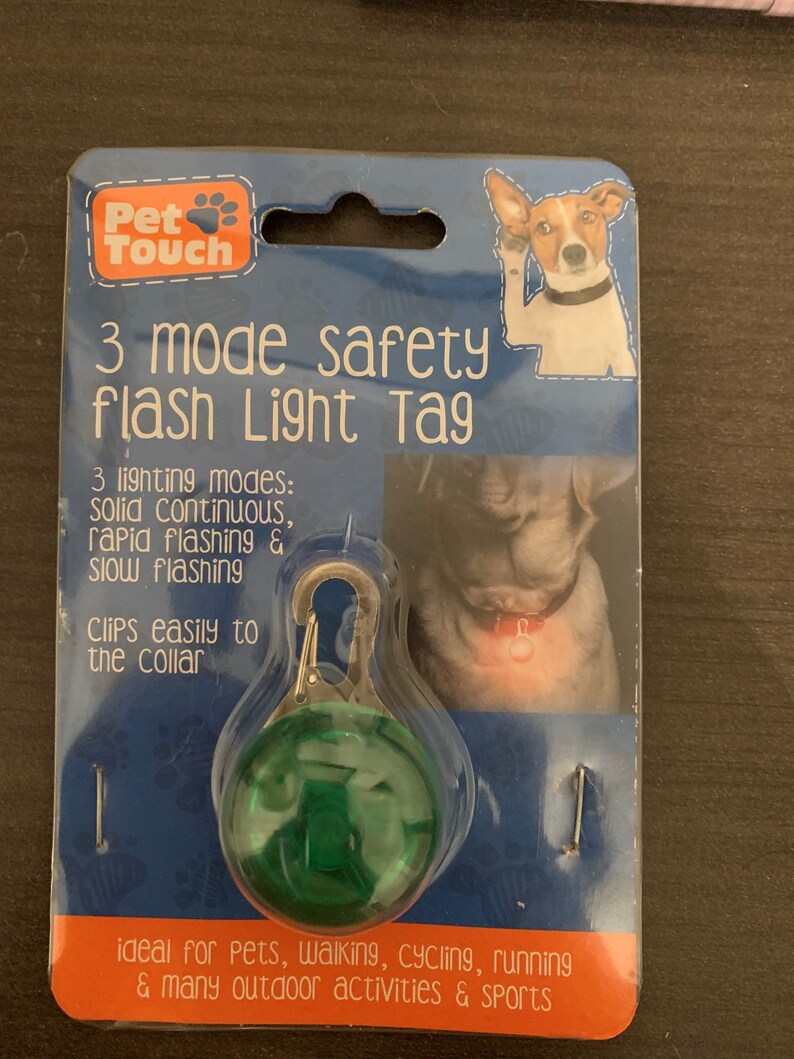 Pet
Touch
3 Mode Safety
flash Light Tag
3 lighting modes:
solid continuous,
rapid flashing &
slow flashing
Clips easily to
the collar
ideal for pets, walking, cycling, running
& many outdoor activities & sports